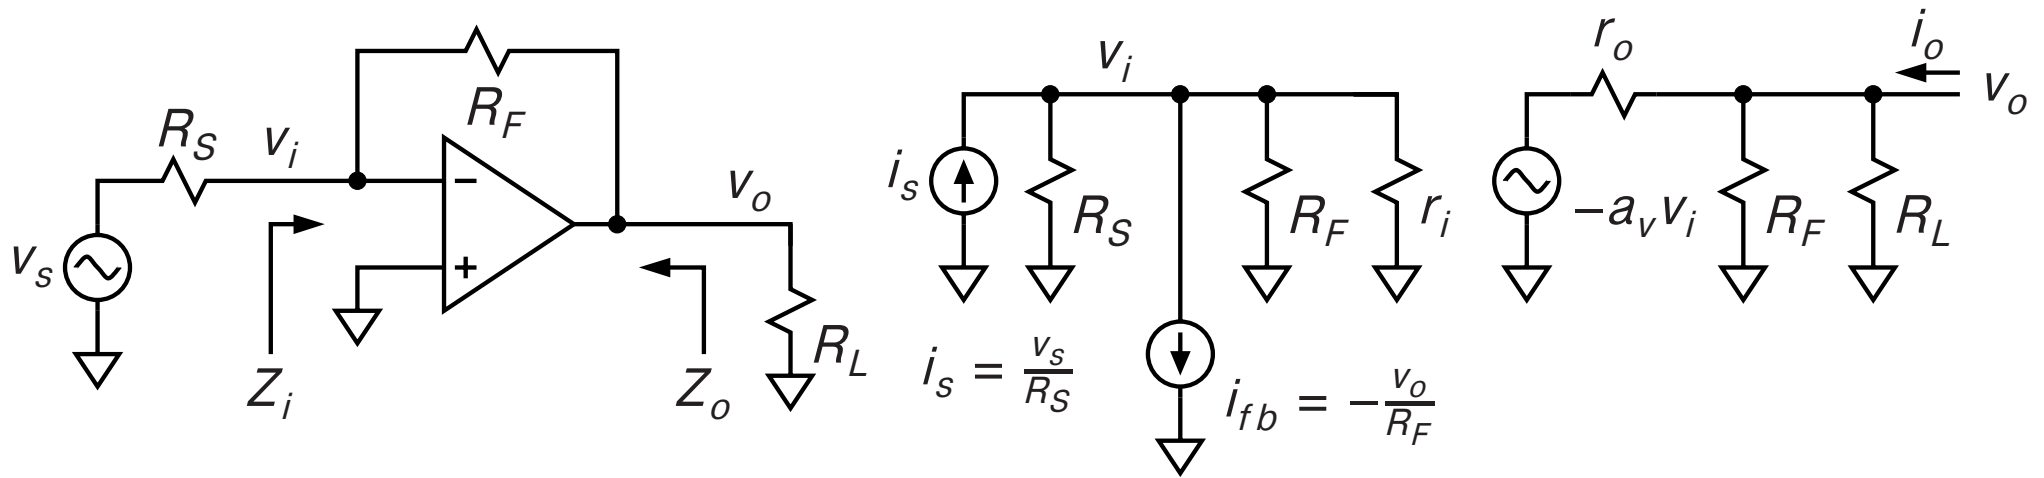 R_F
R_S
v_i
v_s
−
+
v_o
Z_i
Z_o
R_L
v_i
i_s
R_S
R_F
r_i
i_s = v_s/R_S
i_fb = −v_o/R_F
r_o
i_o
v_o
−a_v v_i
R_F
R_L